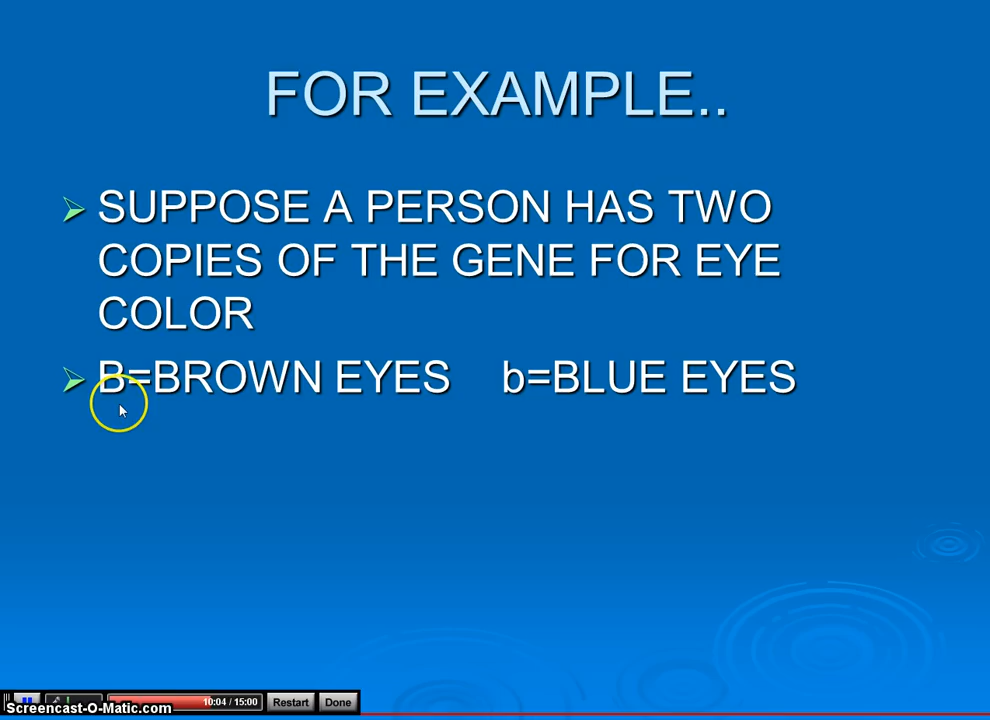 FOR EXAMPLE..
SUPPOSE A PERSON HAS TWO
COPIES OF THE GENE FOR EYE
COLOR
B=BROWN EYES b=BLUE EYES
10:04 / 15:00 Restart Done
Screencast-O-Matic.com